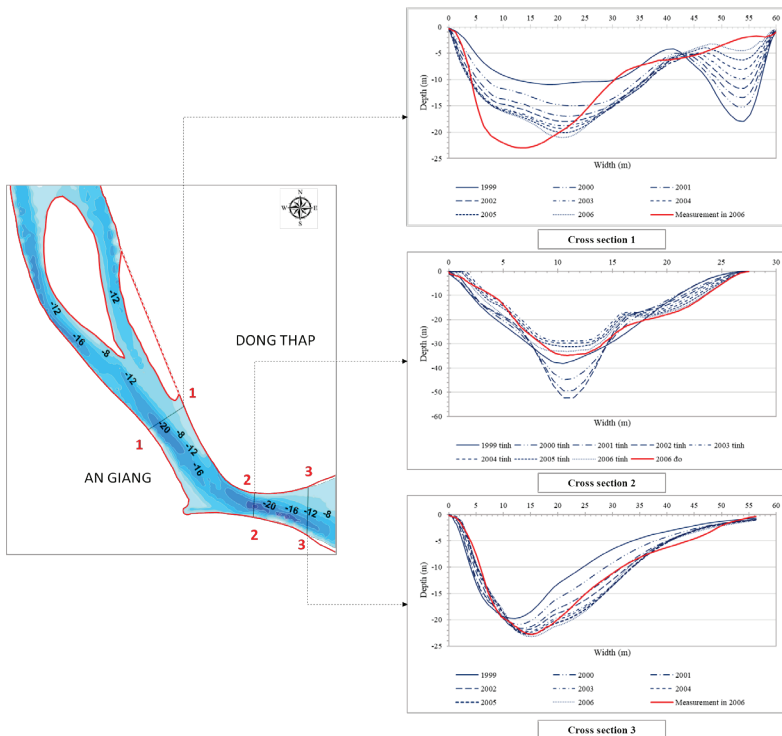 0 5 10 15 20 25 30 35 40 45 50 55 60
0
-5
-10
-15
-20
-25
Depth (m)
Width (m)
1999 2000 2001
2002 2003 2004
2005 2006 Measurement in 2006
Cross section 1
N
W E
S
-12
-12
-16
-8
-12
DONG THAP
1
-20
-8
1
-12
-16
AN GIANG
2
3
-20 -16 -12 -8
2
3
0 5 10 15 20 25 30
0
-10
-20
-30
-40
-50
-60
Depth (m)
Width (m)
1999 tinh 2000 tinh 2001 tinh 2002 tinh 2003 tinh
2004 tinh 2005 tinh 2006 tinh 2006 đo
Cross section 2
0 5 10 15 20 25 30 35 40 45 50 55 60
0
-5
-10
-15
-20
-25
Depth (m)
Width (m)
1999 2000 2001
2002 2003 2004
2005 2006 Measurement in 2006
Cross section 3